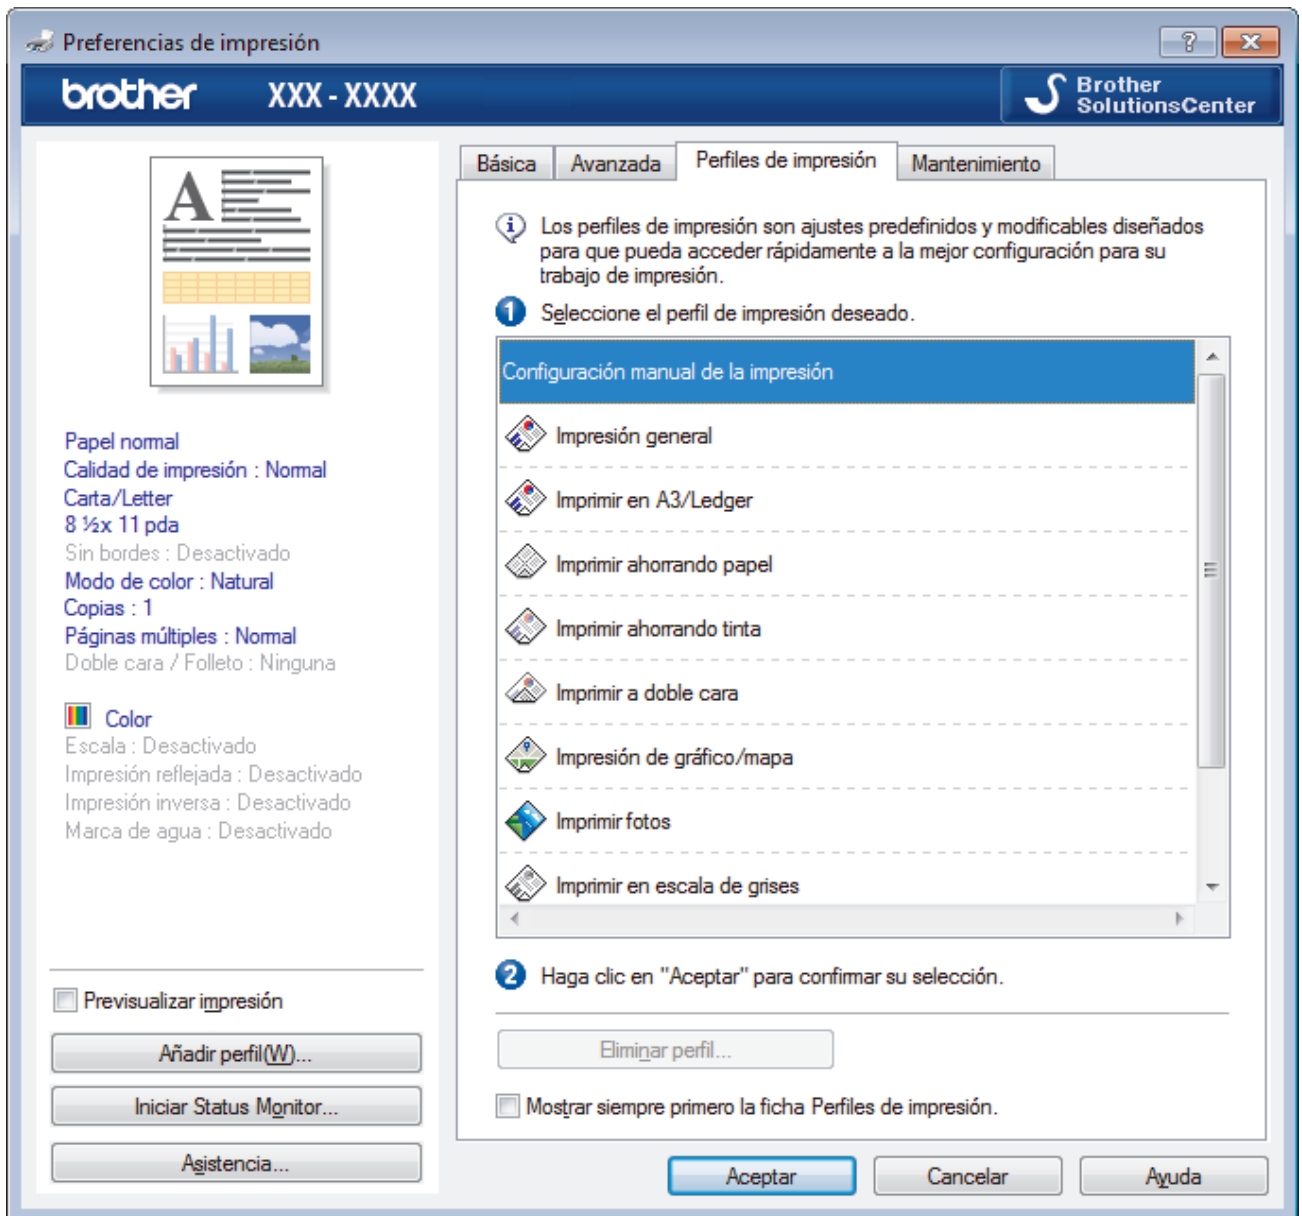 Preferencias de impresión
brother XXX - XXXX
Brother
SolutionsCenter
A
Papel normal
Calidad de impresión : Normal
Carta/Letter
8 ½x 11 pda
Sin bordes : Desactivado
Modo de color : Natural
Copias : 1
Páginas múltiples : Normal
Doble cara / Folleto : Ninguna
Color
Escala : Desactivado
Impresión reflejada : Desactivado
Impresión inversa : Desactivado
Marca de agua : Desactivado
Previsualizar impresión
Añadir perfil(W)...
Iniciar Status Monitor...
Asistencia...
Básica Avanzada Perfiles de impresión Mantenimiento
Los perfiles de impresión son ajustes predefinidos y modificables diseñados
para que pueda acceder rápidamente a la mejor configuración para su
trabajo de impresión.
1 Seleccione el perfil de impresión deseado.
Configuración manual de la impresión
Impresión general
Imprimir en A3/Ledger
Imprimir ahorrando papel
Imprimir ahorrando tinta
Imprimir a doble cara
Impresión de gráfico/mapa
Imprimir fotos
Imprimir en escala de grises
2 Haga clic en "Aceptar" para confirmar su selección.
Eliminar perfil...
Mostrar siempre primero la ficha Perfiles de impresión.
Aceptar Cancelar Ayuda